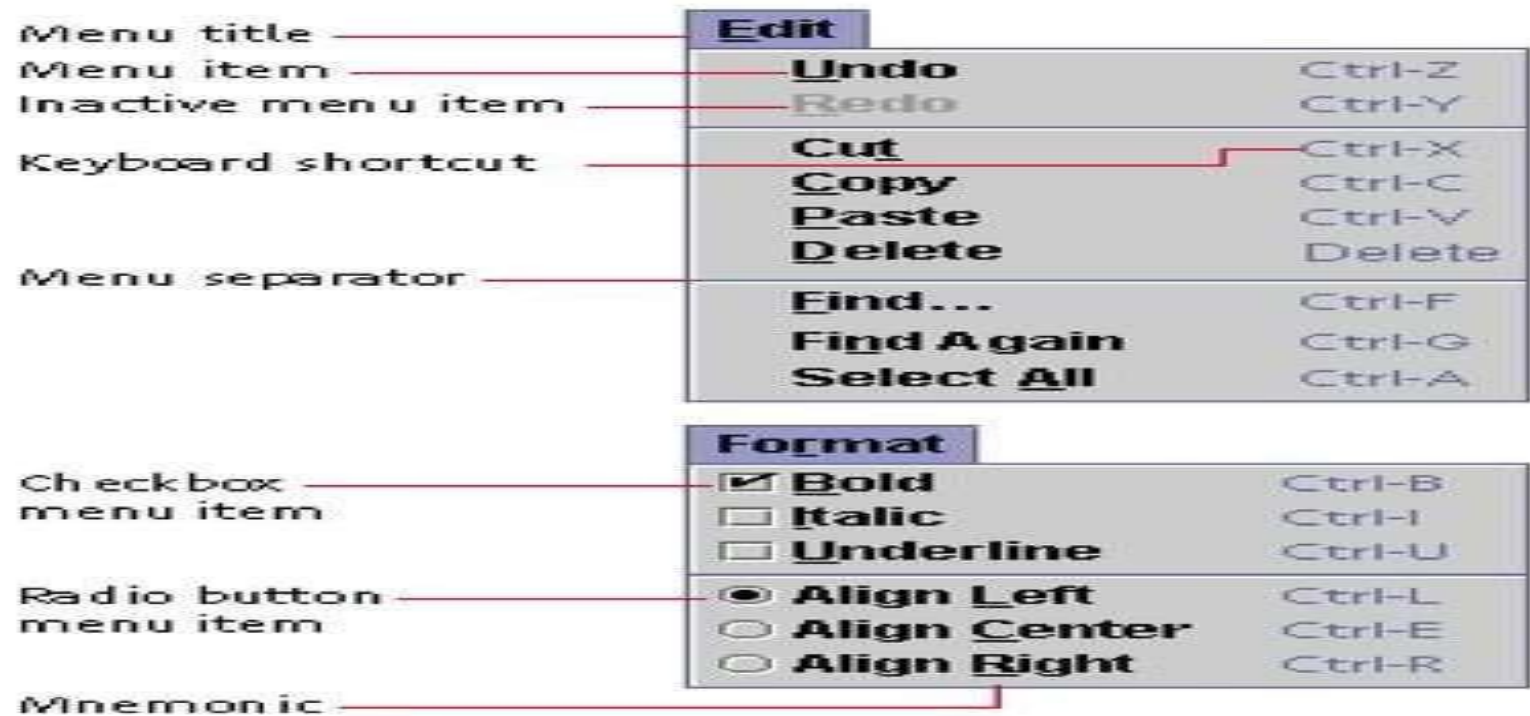 Menu title Edit
Menu item Undo Ctrl-Z
Inactive menu item Redo Ctrl-Y
Keyboard shortcut Cut Ctrl-X
Copy Ctrl-C
Paste Ctrl-V
Delete Delete
Menu separator
Find... Ctrl-F
Find Again Ctrl-G
Select All Ctrl-A
Format
Checkbox Bold Ctrl-B
menu item Italic Ctrl-I
Underline Ctrl-U
Radio button Align Left Ctrl-L
menu item Align Center Ctrl-E
Align Right Ctrl-R
Mnemonic